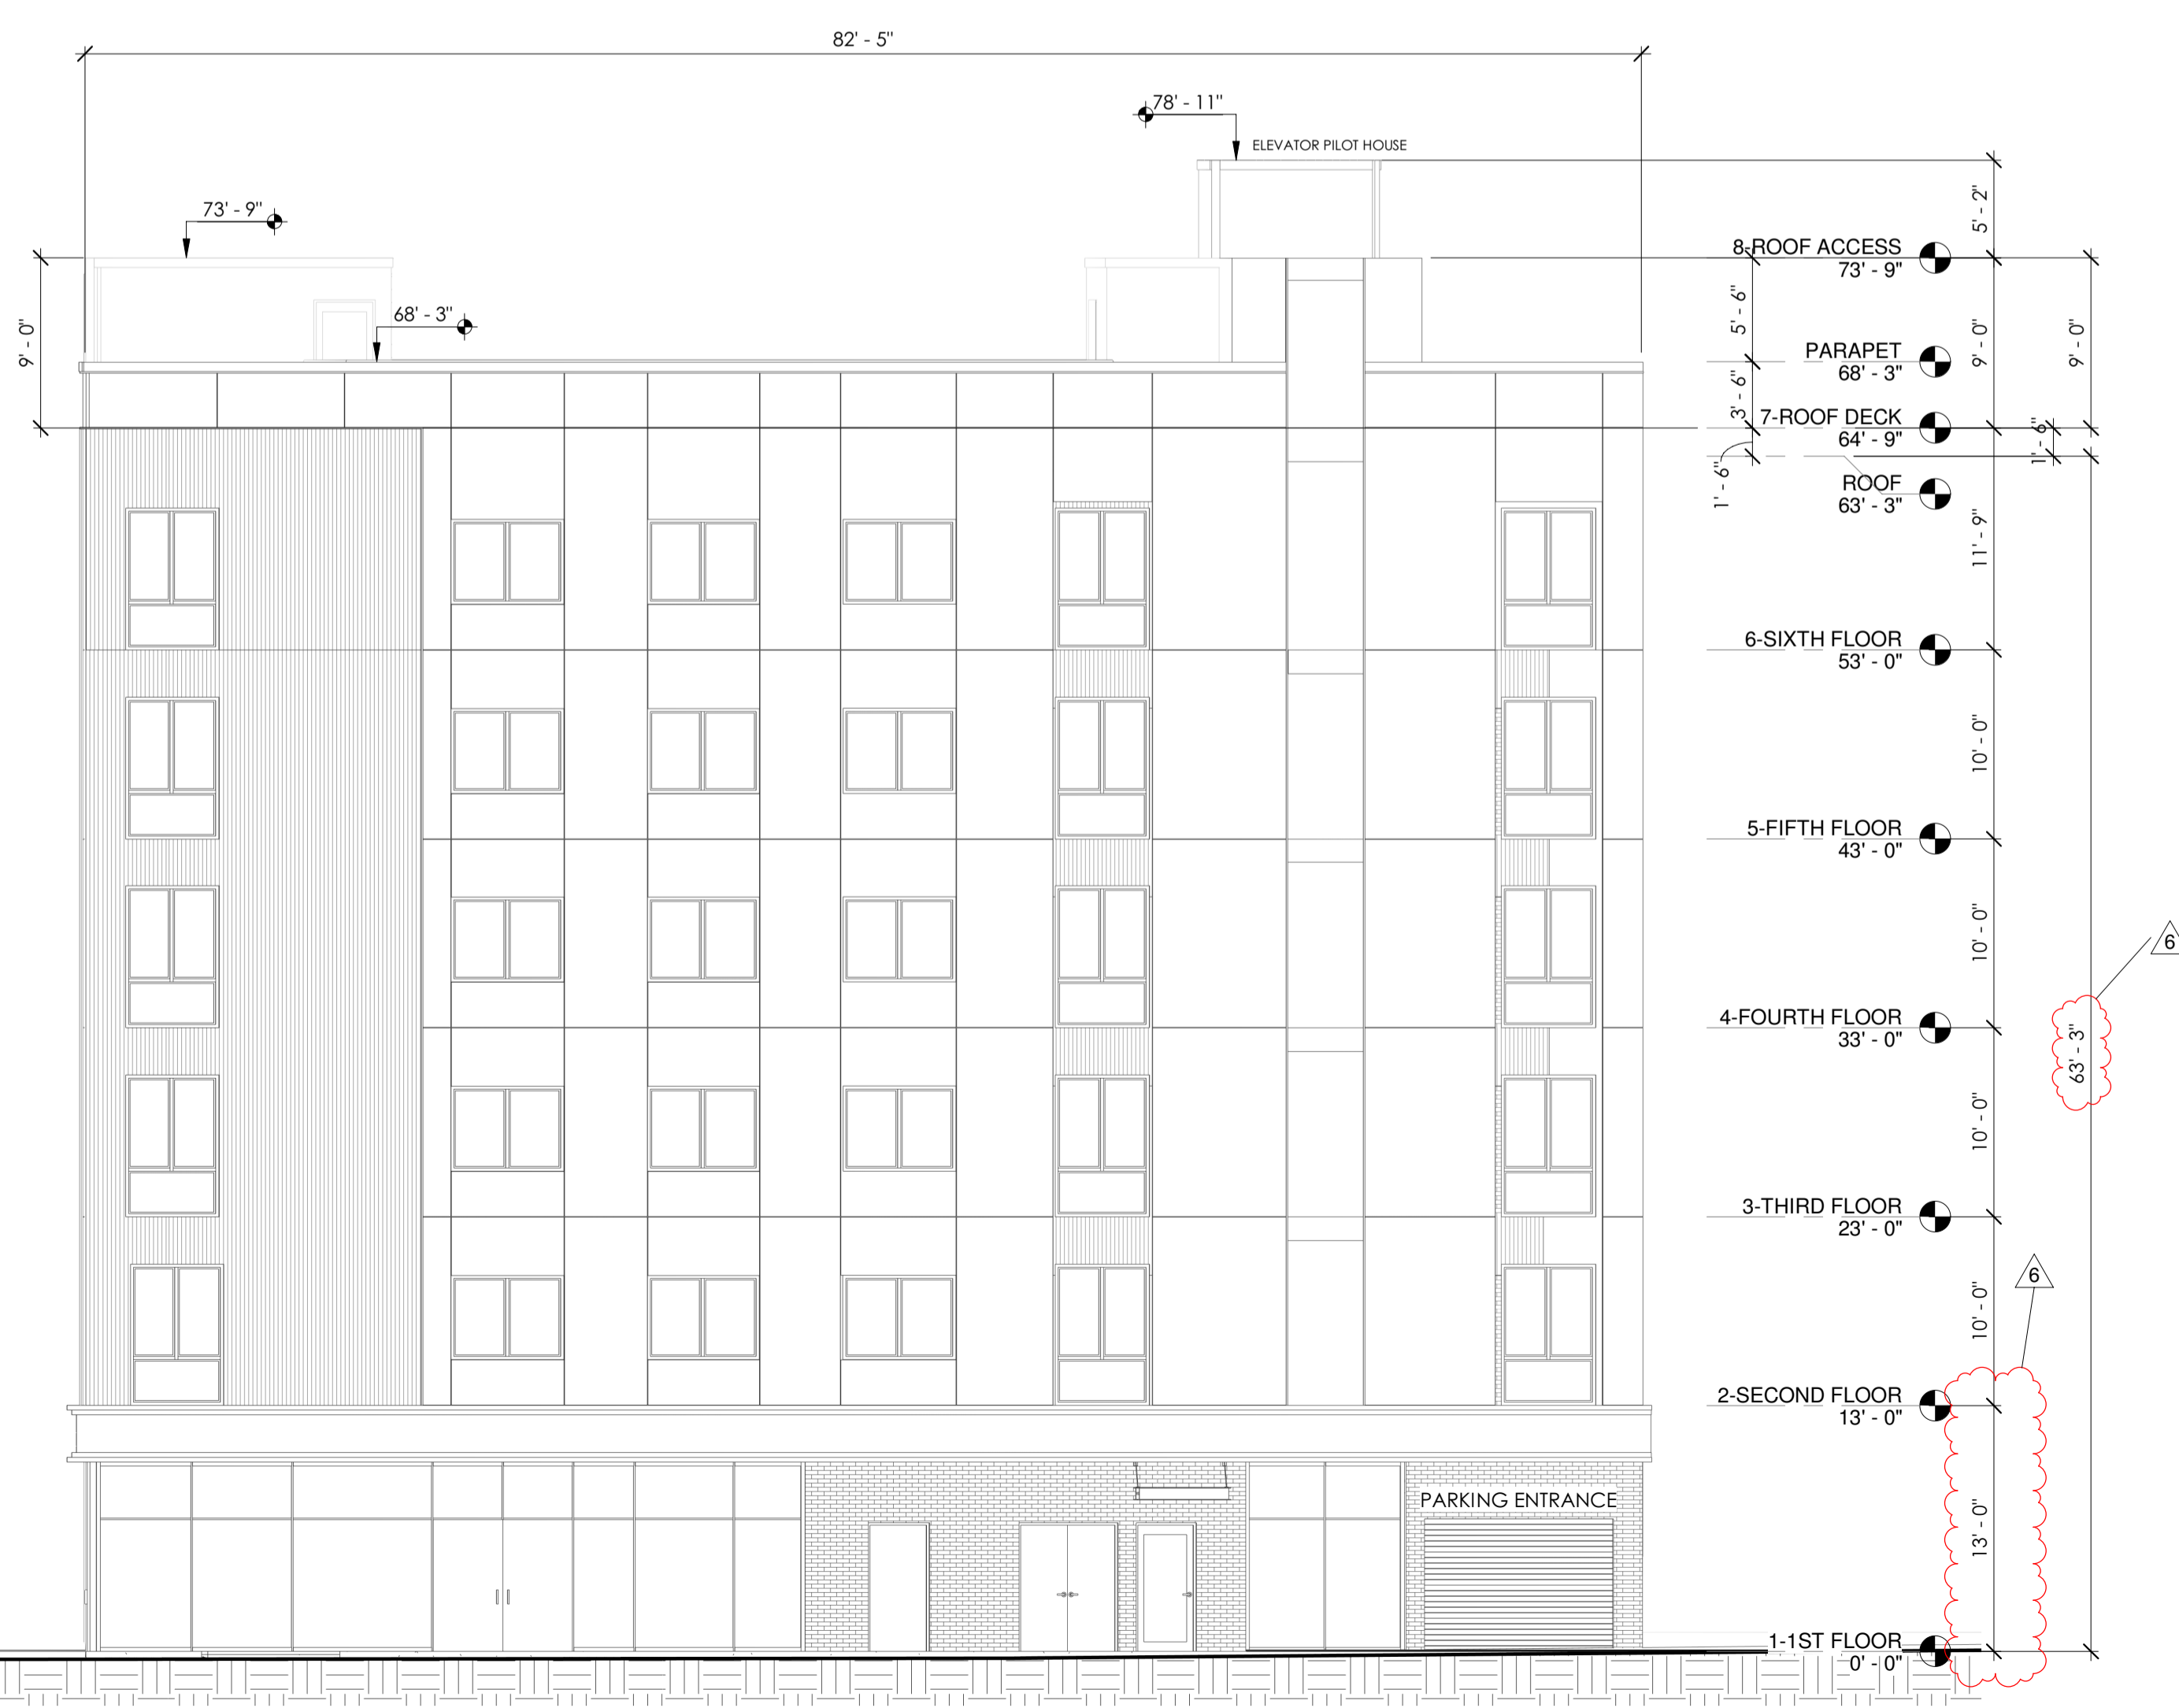 82' - 5"
78' - 11"
ELEVATOR PILOT HOUSE
73' - 9"
68' - 3"
9' - 0"
5' - 2"
8-ROOF ACCESS
73' - 9"
5' - 6"
9' - 0"
9' - 0"
PARAPET
68' - 3"
3' - 6"
7-ROOF DECK
64' - 9"
1' - 6"
1' - 6"
ROOF
63' - 3"
11' - 9"
6-SIXTH FLOOR
53' - 0"
10' - 0"
5-FIFTH FLOOR
43' - 0"
10' - 0"
6
4-FOURTH FLOOR
33' - 0"
63' - 3"
10' - 0"
3-THIRD FLOOR
23' - 0"
6
10' - 0"
2-SECOND FLOOR
13' - 0"
PARKING ENTRANCE
13' - 0"
1-1ST FLOOR
0' - 0"